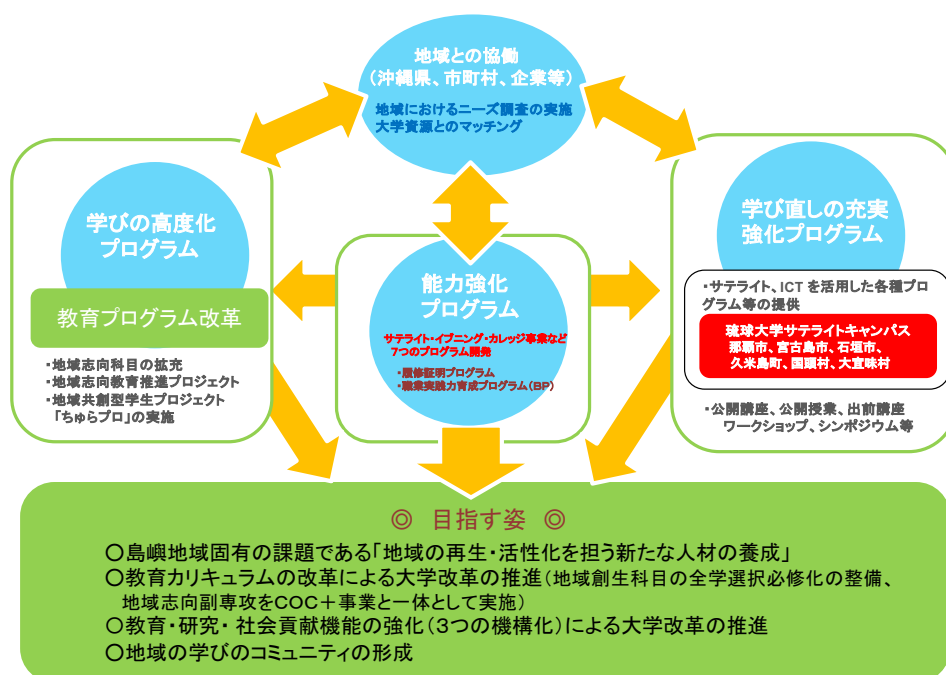 地域との協働
(沖縄県、市町村、企業等)
地域におけるニーズ調査の実施
大学資源とのマッチング
学びの高度化
プログラム
教育プログラム改革
・地域志向科目の拡充
・地域志向教育推進プロジェクト
・地域共創型学生プロジェクト
「ちゅらプロ」の実施
能力強化
プログラム
サテライト・イブニング・カレッジ事業など
7つのプログラム開発
・履修証明プログラム
・職業実践力育成プログラム(BP)
学び直しの充実
強化プログラム
・サテライト、ICTを活用した各種プロ
グラム等の提供
琉球大学サテライトキャンパス
那覇市、宮古島市、石垣市、
久米島町、国頭村、大宜味村
・公開講座、公開授業、出前講座
ワークショップ、シンポジウム等
◎ 目指す姿 ◎
○島嶼地域固有の課題である「地域の再生・活性化を担う新たな人材の養成」
○教育カリキュラムの改革による大学改革の推進(地域創生科目の全学選択必修化の整備、
地域志向副専攻をCOC+事業と一体として実施)
○教育・研究・社会貢献機能の強化(3つの機構化)による大学改革の推進
○地域の学びのコミュニティの形成